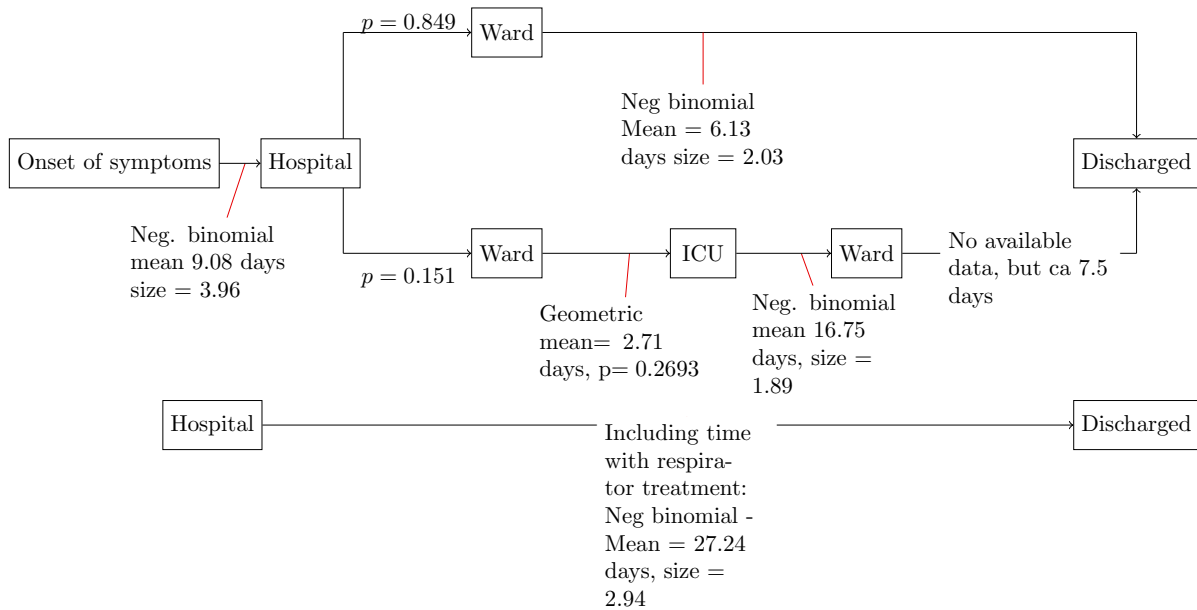 p = 0.849
Ward
Neg binomial
Mean = 6.13
days size = 2.03
Onset of symptoms
Hospital
Discharged
Neg. binomial
mean 9.08 days
size = 3.96
p = 0.151
Ward
ICU
Ward
No available
data, but ca 7.5
days
Geometric
mean= 2.71
days, p= 0.2693
Neg. binomial
mean 16.75
days, size =
1.89
Hospital
Discharged
Including time
with respira-
tor treatment:
Neg binomial -
Mean = 27.24
days, size =
2.94